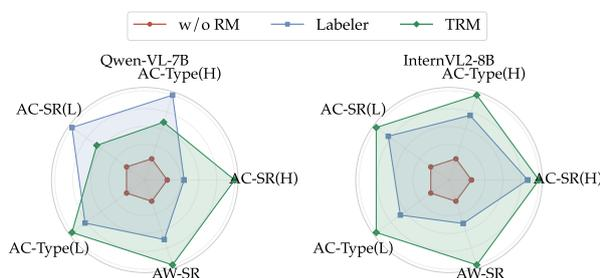 w/o RM Labeler TRM
Qwen-VL-7B
AC-Type(H)
AC-SR(L)
AC-SR(H)
AC-Type(L)
AW-SR
InternVL2-8B
AC-Type(H)
AC-SR(L)
AC-SR(H)
AC-Type(L)
AW-SR